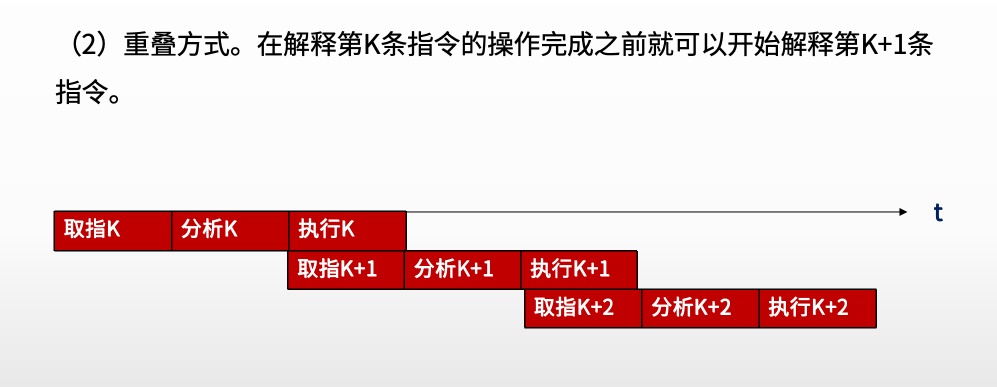 （2）重叠方式。在解释第K条指令的操作完成之前就可以开始解释第K+1条
指令。
t
取指K 分析K 执行K
取指K+1 分析K+1 执行K+1
取指K+2 分析K+2 执行K+2